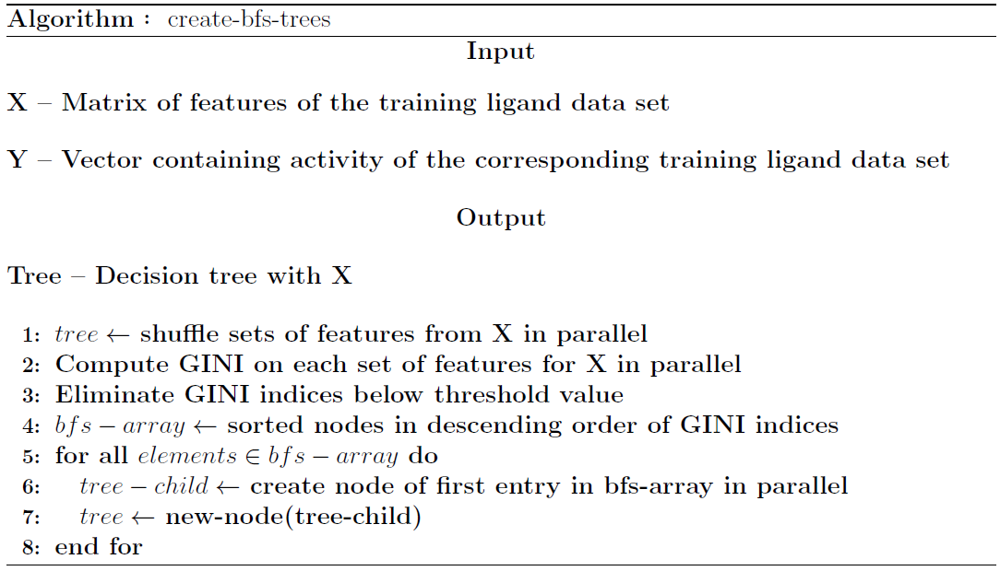 Algorithm : create-bfs-trees
Input
X – Matrix of features of the training ligand data set
Y – Vector containing activity of the corresponding training ligand data set
Output
Tree – Decision tree with X
1: tree ← shuffle sets of features from X in parallel
2: Compute GINI on each set of features for X in parallel
3: Eliminate GINI indices below threshold value
4: bfs − array ← sorted nodes in descending order of GINI indices
5: for all elements ∈ bfs − array do
6: tree − child ← create node of first entry in bfs-array in parallel
7: tree ← new-node(tree-child)
8: end for